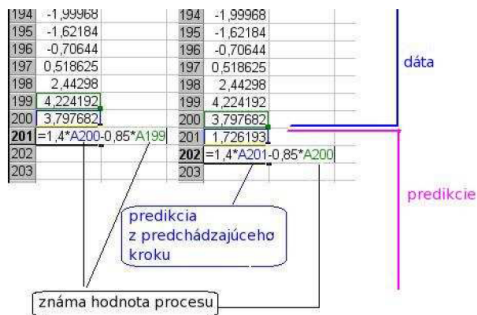 194 -1,99968
195 -1,62184
196 -0,70644
197 0,518625
198 2,44298
199 4,224192
200 3,797682
201 =1,4*A200-0,85*A199
202
203
194 -1,99968
195 -1,62184
196 -0,70644
197 0,518625
198 2,44298
199 4,224192
200 3,797682
201 1,726193
202 =1,4*A201-0,85*A200
203
dáta
predikcie
predikcia
z predchádzajúceho
kroku
známa hodnota procesu